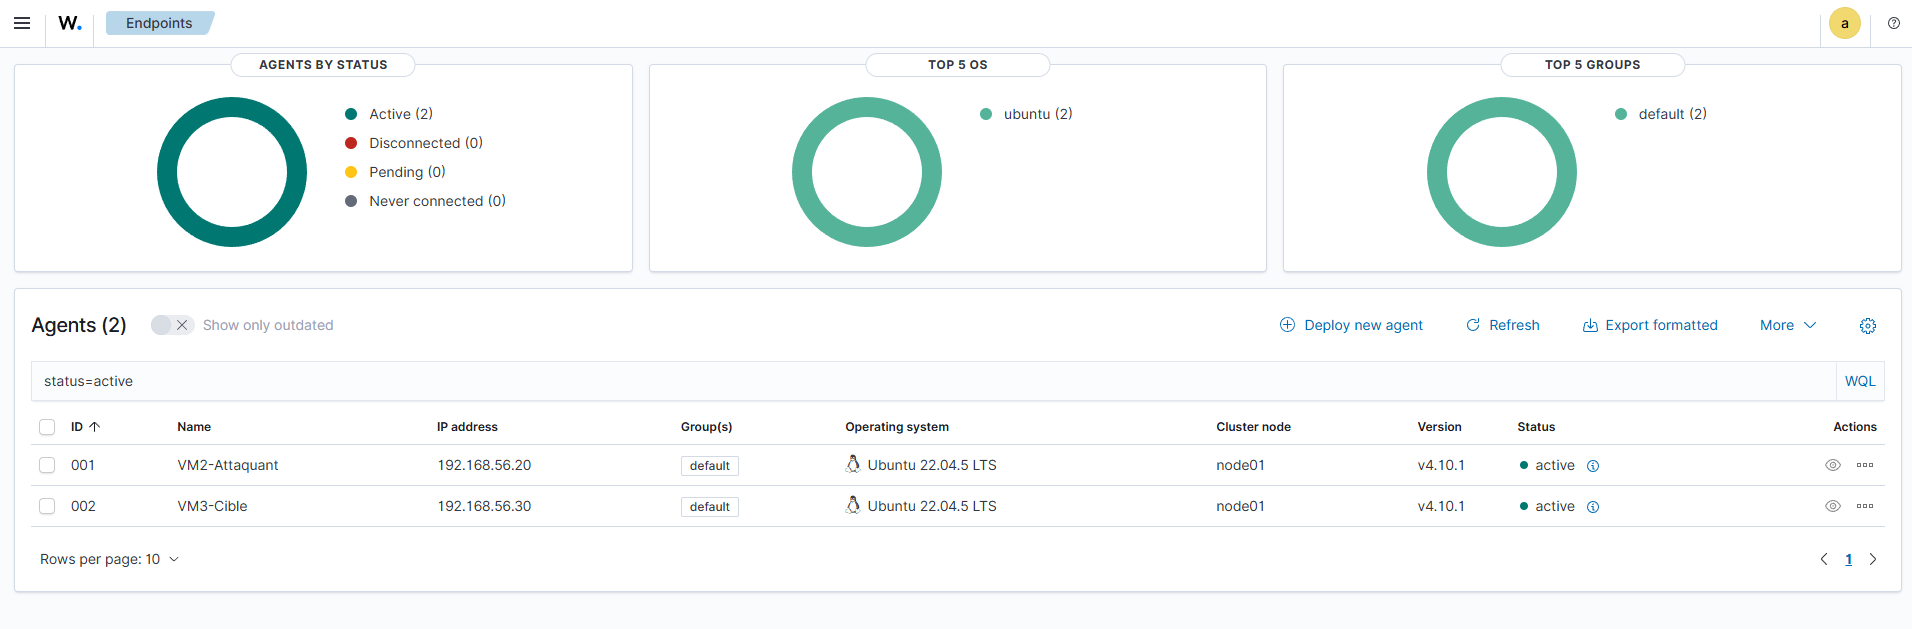 W. Endpoints a
AGENTS BY STATUS
Active (2)
Disconnected (0)
Pending (0)
Never connected (0)
TOP 5 OS
ubuntu (2)
TOP 5 GROUPS
default (2)
Agents (2) Show only outdated Deploy new agent Refresh Export formatted More
status=active WQL
ID Name IP address Group(s) Operating system Cluster node Version Status Actions
001 VM2-Attaquant 192.168.56.20 default Ubuntu 22.04.5 LTS node01 v4.10.1 active
002 VM3-Cible 192.168.56.30 default Ubuntu 22.04.5 LTS node01 v4.10.1 active
Rows per page: 10 1